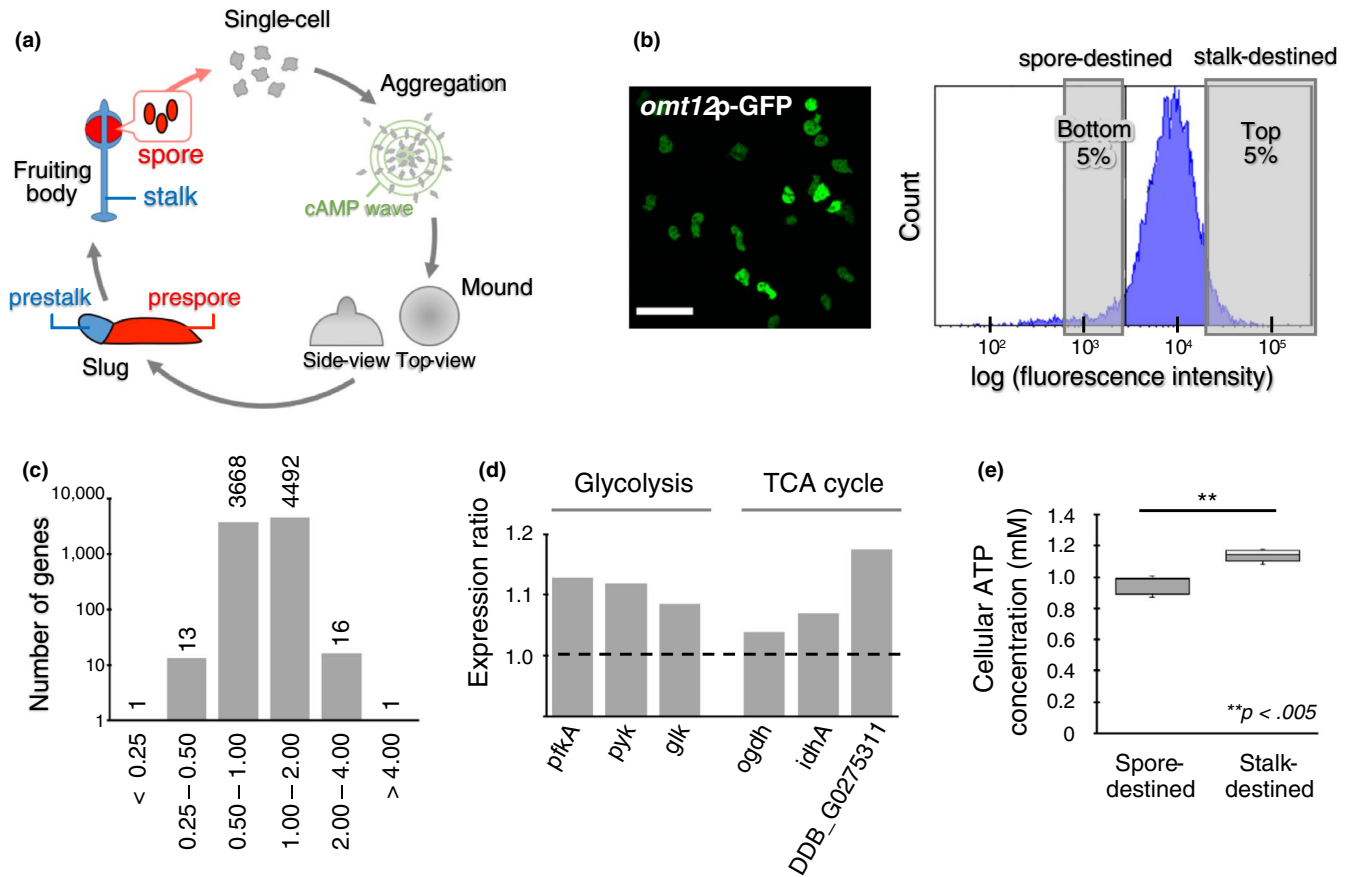 (a)
Single-cell
Aggregation
cAMP wave
Mound
Side-view Top-view
Slug
prestalk
prespore
Fruiting
body
spore
stalk
(b)
omt12p-GFP
spore-destined
stalk-destined
Bottom
5%
Top
5%
Count
10² 10³ 10⁴ 10⁵
log (fluorescence intensity)
(c)
Number of genes
10,000
1,000
100
10
1
1
13
3668
4492
16
1
< 0.25
0.25 – 0.50
0.50 – 1.00
1.00 – 2.00
2.00 – 4.00
> 4.00
(d)
Glycolysis
TCA cycle
Expression ratio
1.2
1.1
1.0
pfkA
pyk
glk
ogdh
idhA
DDB_G0275311
(e)
Cellular ATP
concentration (mM)
1.4
1.2
1.0
0.8
0.6
0.4
0.2
0
**
**p < .005
Spore-
destined
Stalk-
destined